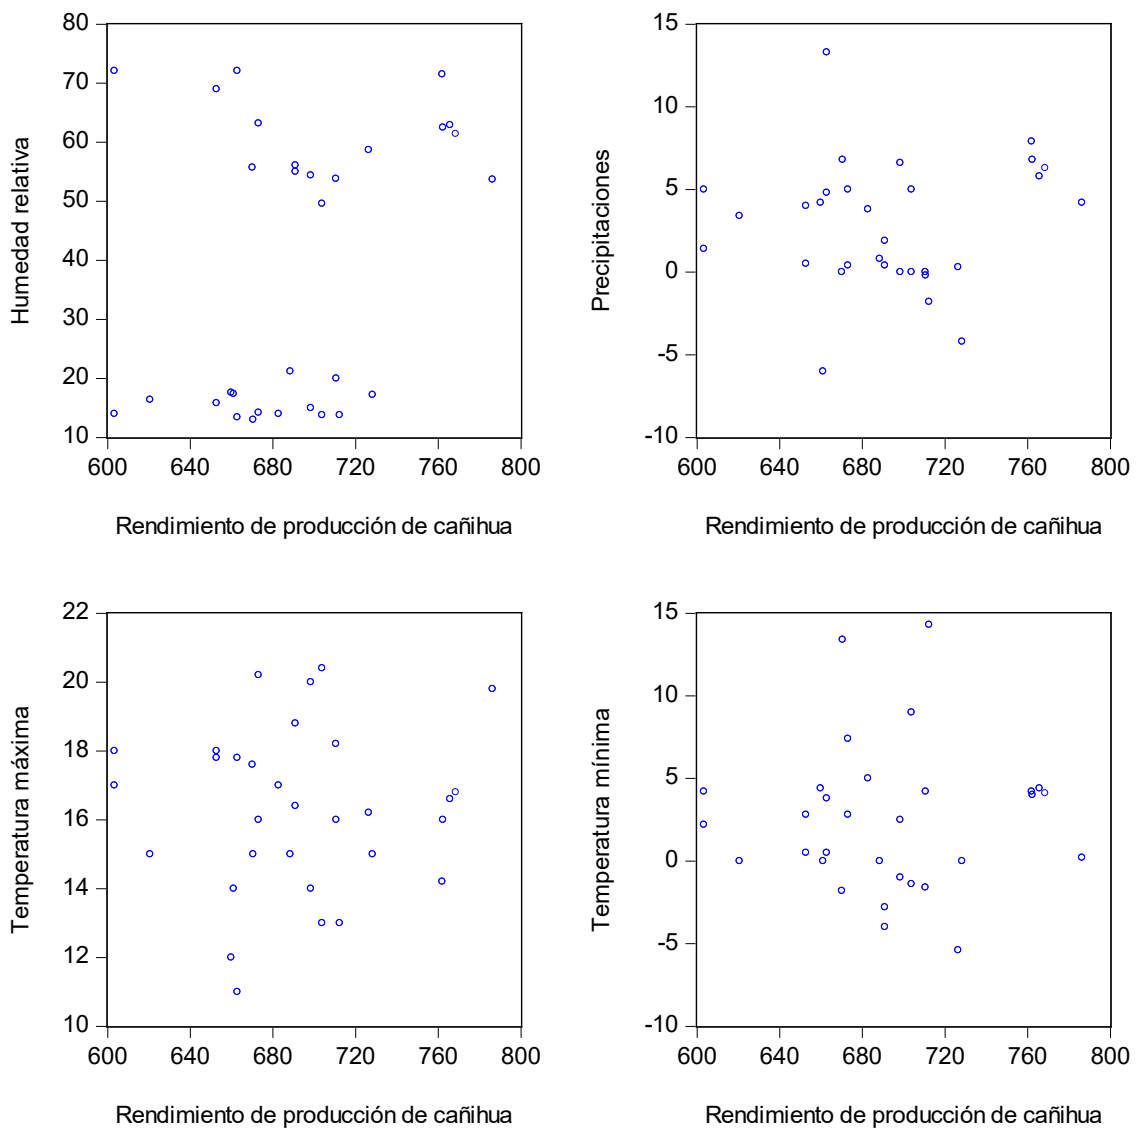 80
70
60
50
40
30
20
10
Humedad relativa
600 640 680 720 760 800
Rendimiento de producción de cañihua
15
10
5
0
-5
-10
Precipitaciones
600 640 680 720 760 800
Rendimiento de producción de cañihua
22
20
18
16
14
12
10
Temperatura máxima
600 640 680 720 760 800
Rendimiento de producción de cañihua
15
10
5
0
-5
-10
Temperatura mínima
600 640 680 720 760 800
Rendimiento de producción de cañihua